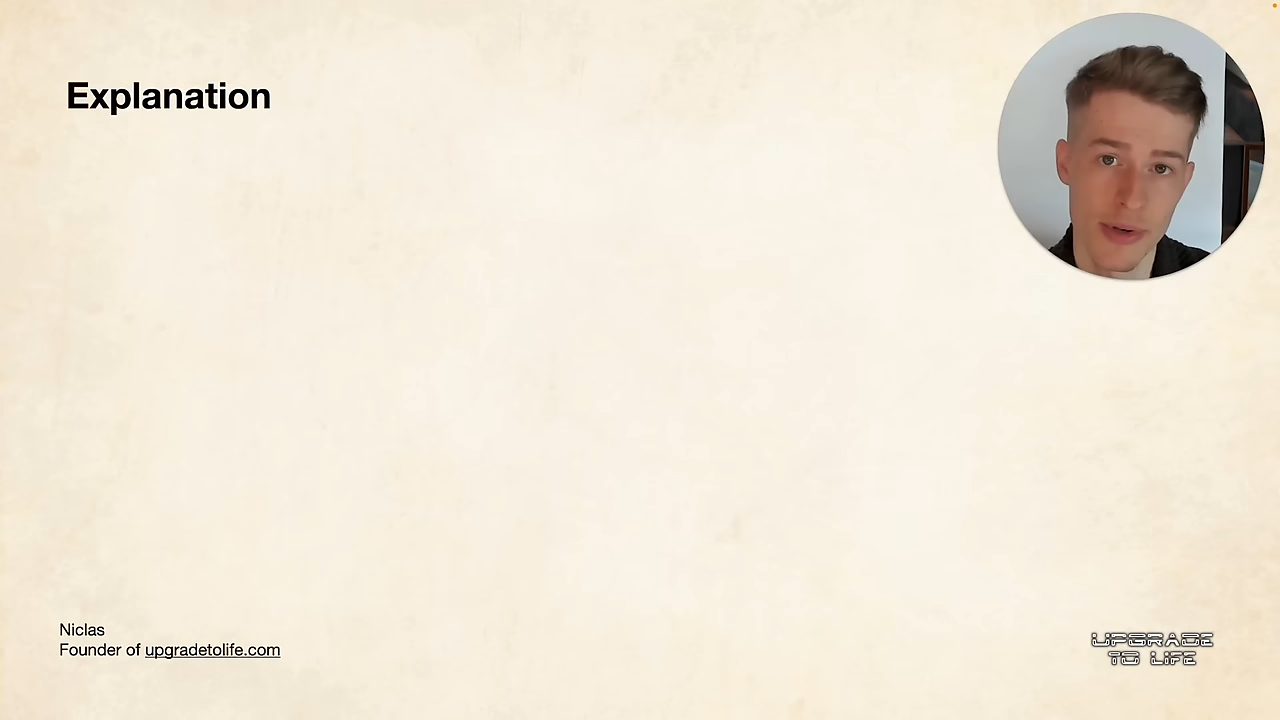 Explanation
Niclas
Founder of upgradetolife.com
UPGRADE
TO LIFE